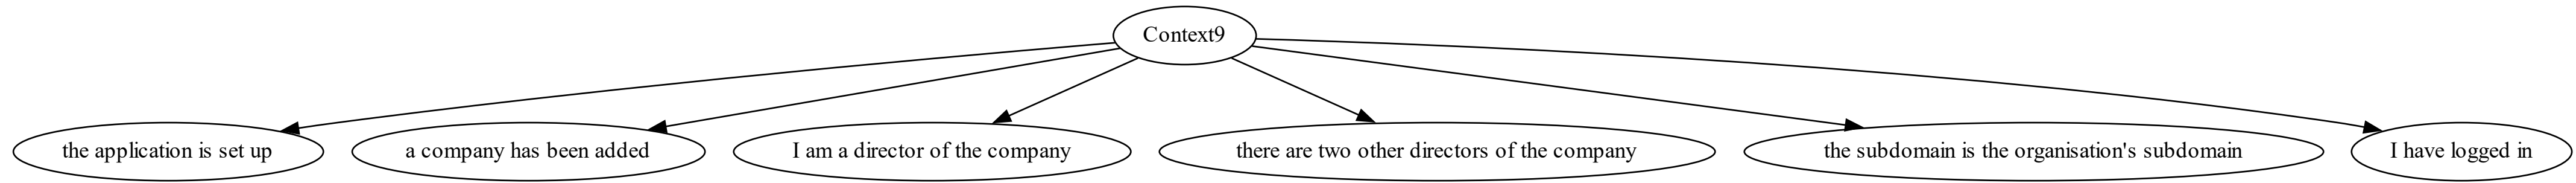 Context9
the application is set up
a company has been added
I am a director of the company
there are two other directors of the company
the subdomain is the organisation's subdomain
I have logged in